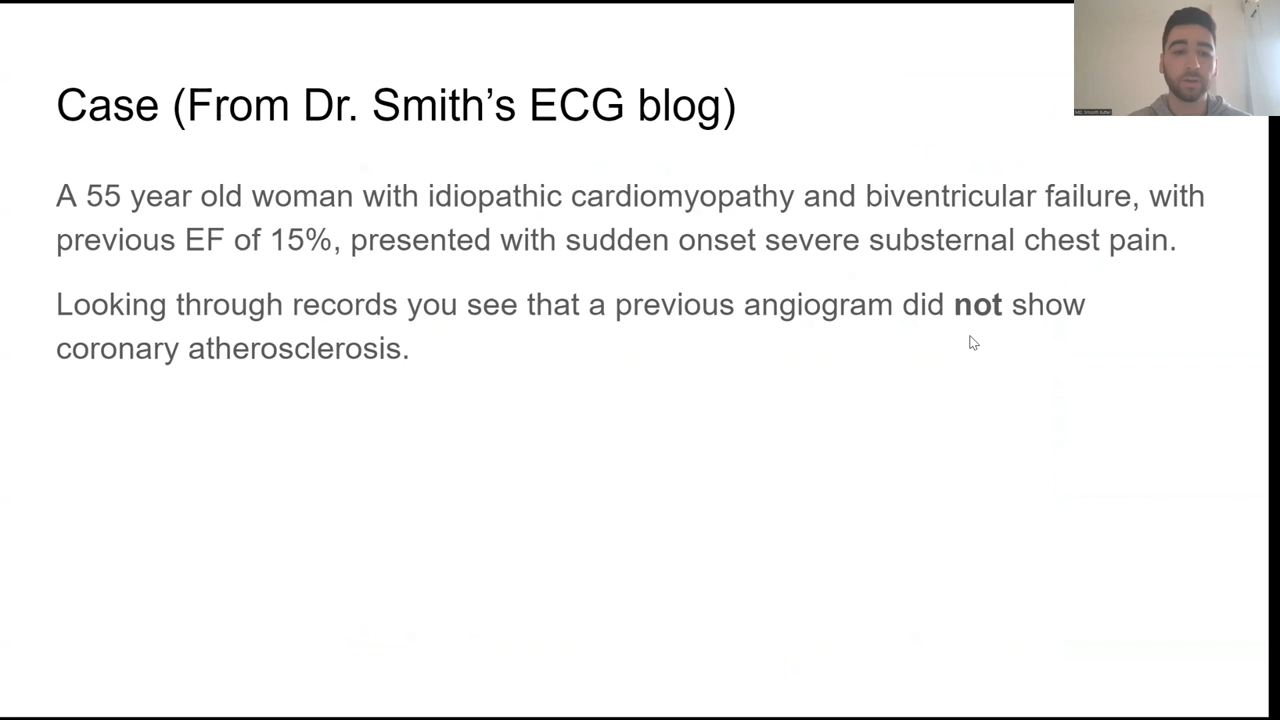 Case (From Dr. Smith’s ECG blog)
A 55 year old woman with idiopathic cardiomyopathy and biventricular failure, with
previous EF of 15%, presented with sudden onset severe substernal chest pain.
Looking through records you see that a previous angiogram did not show
coronary atherosclerosis.